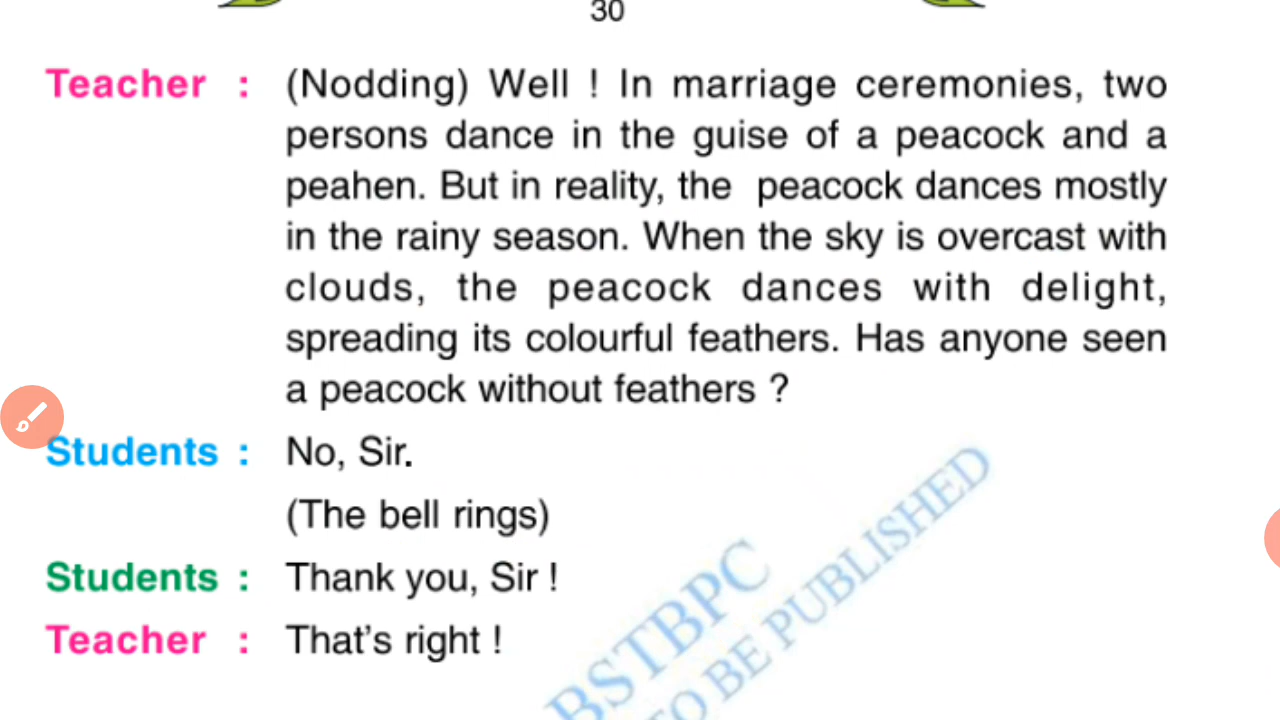 30
Teacher : (Nodding) Well ! In marriage ceremonies, two
persons dance in the guise of a peacock and a
peahen. But in reality, the peacock dances mostly
in the rainy season. When the sky is overcast with
clouds, the peacock dances with delight,
spreading its colourful feathers. Has anyone seen
a peacock without feathers ?
Students : No, Sir.
(The bell rings)
Students : Thank you, Sir !
Teacher : That's right !
BSTBPC
TO BE PUBLISHED